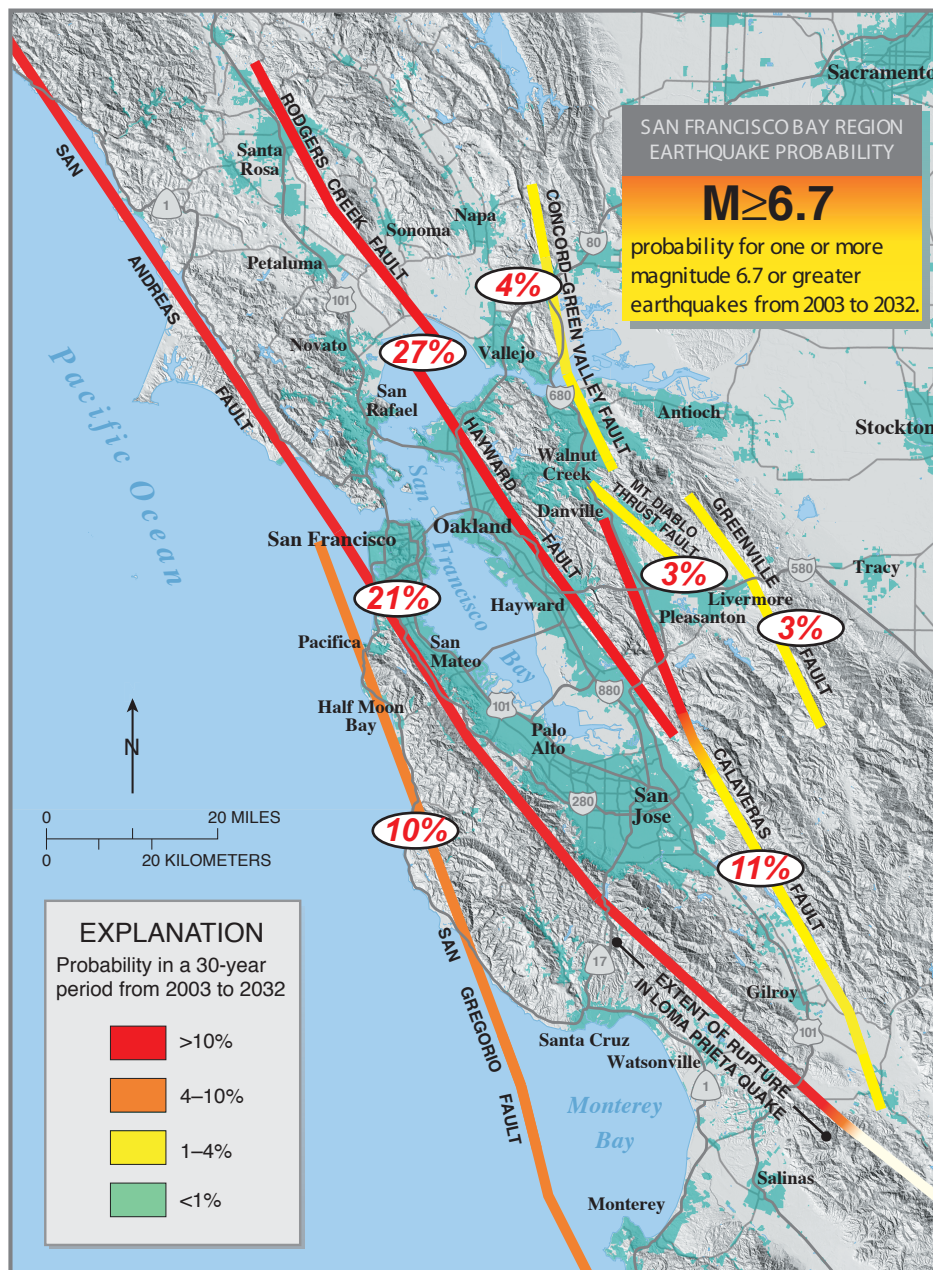 Sacramento
SAN FRANCISCO BAY REGION
EARTHQUAKE PROBABILITY
M≥6.7
probability for one or more
magnitude 6.7 or greater
earthquakes from 2003 to 2032.
SAN ANDREAS FAULT
RODGERS CREEK FAULT
CONCORD–GREEN VALLEY FAULT
Santa
Rosa
1
Napa
Sonoma
80
Petaluma
4%
101
Novato
27%
Vallejo
San
Rafael
680
Antioch
Stockton
HAYWARD FAULT
Walnut
Creek
MT. DIABLO
THRUST FAULT
GREENVILLE FAULT
Danville
Pacific Ocean
San Francisco Bay
Oakland
San Francisco
580
Tracy
3%
21%
Hayward
Livermore
Pleasanton
3%
Pacifica
San
Mateo
880
Half Moon
Bay
101
Palo
Alto
N
CALAVERAS FAULT
280
San
Jose
0 20 MILES
0 20 KILOMETERS
10%
11%
EXPLANATION
Probability in a 30-year
period from 2003 to 2032
>10%
4–10%
1–4%
<1%
SAN GREGORIO FAULT
17
EXTENT OF RUPTURE
IN LOMA PRIETA QUAKE
Gilroy
101
Santa Cruz
Watsonville
1
Monterey
Bay
Salinas
Monterey